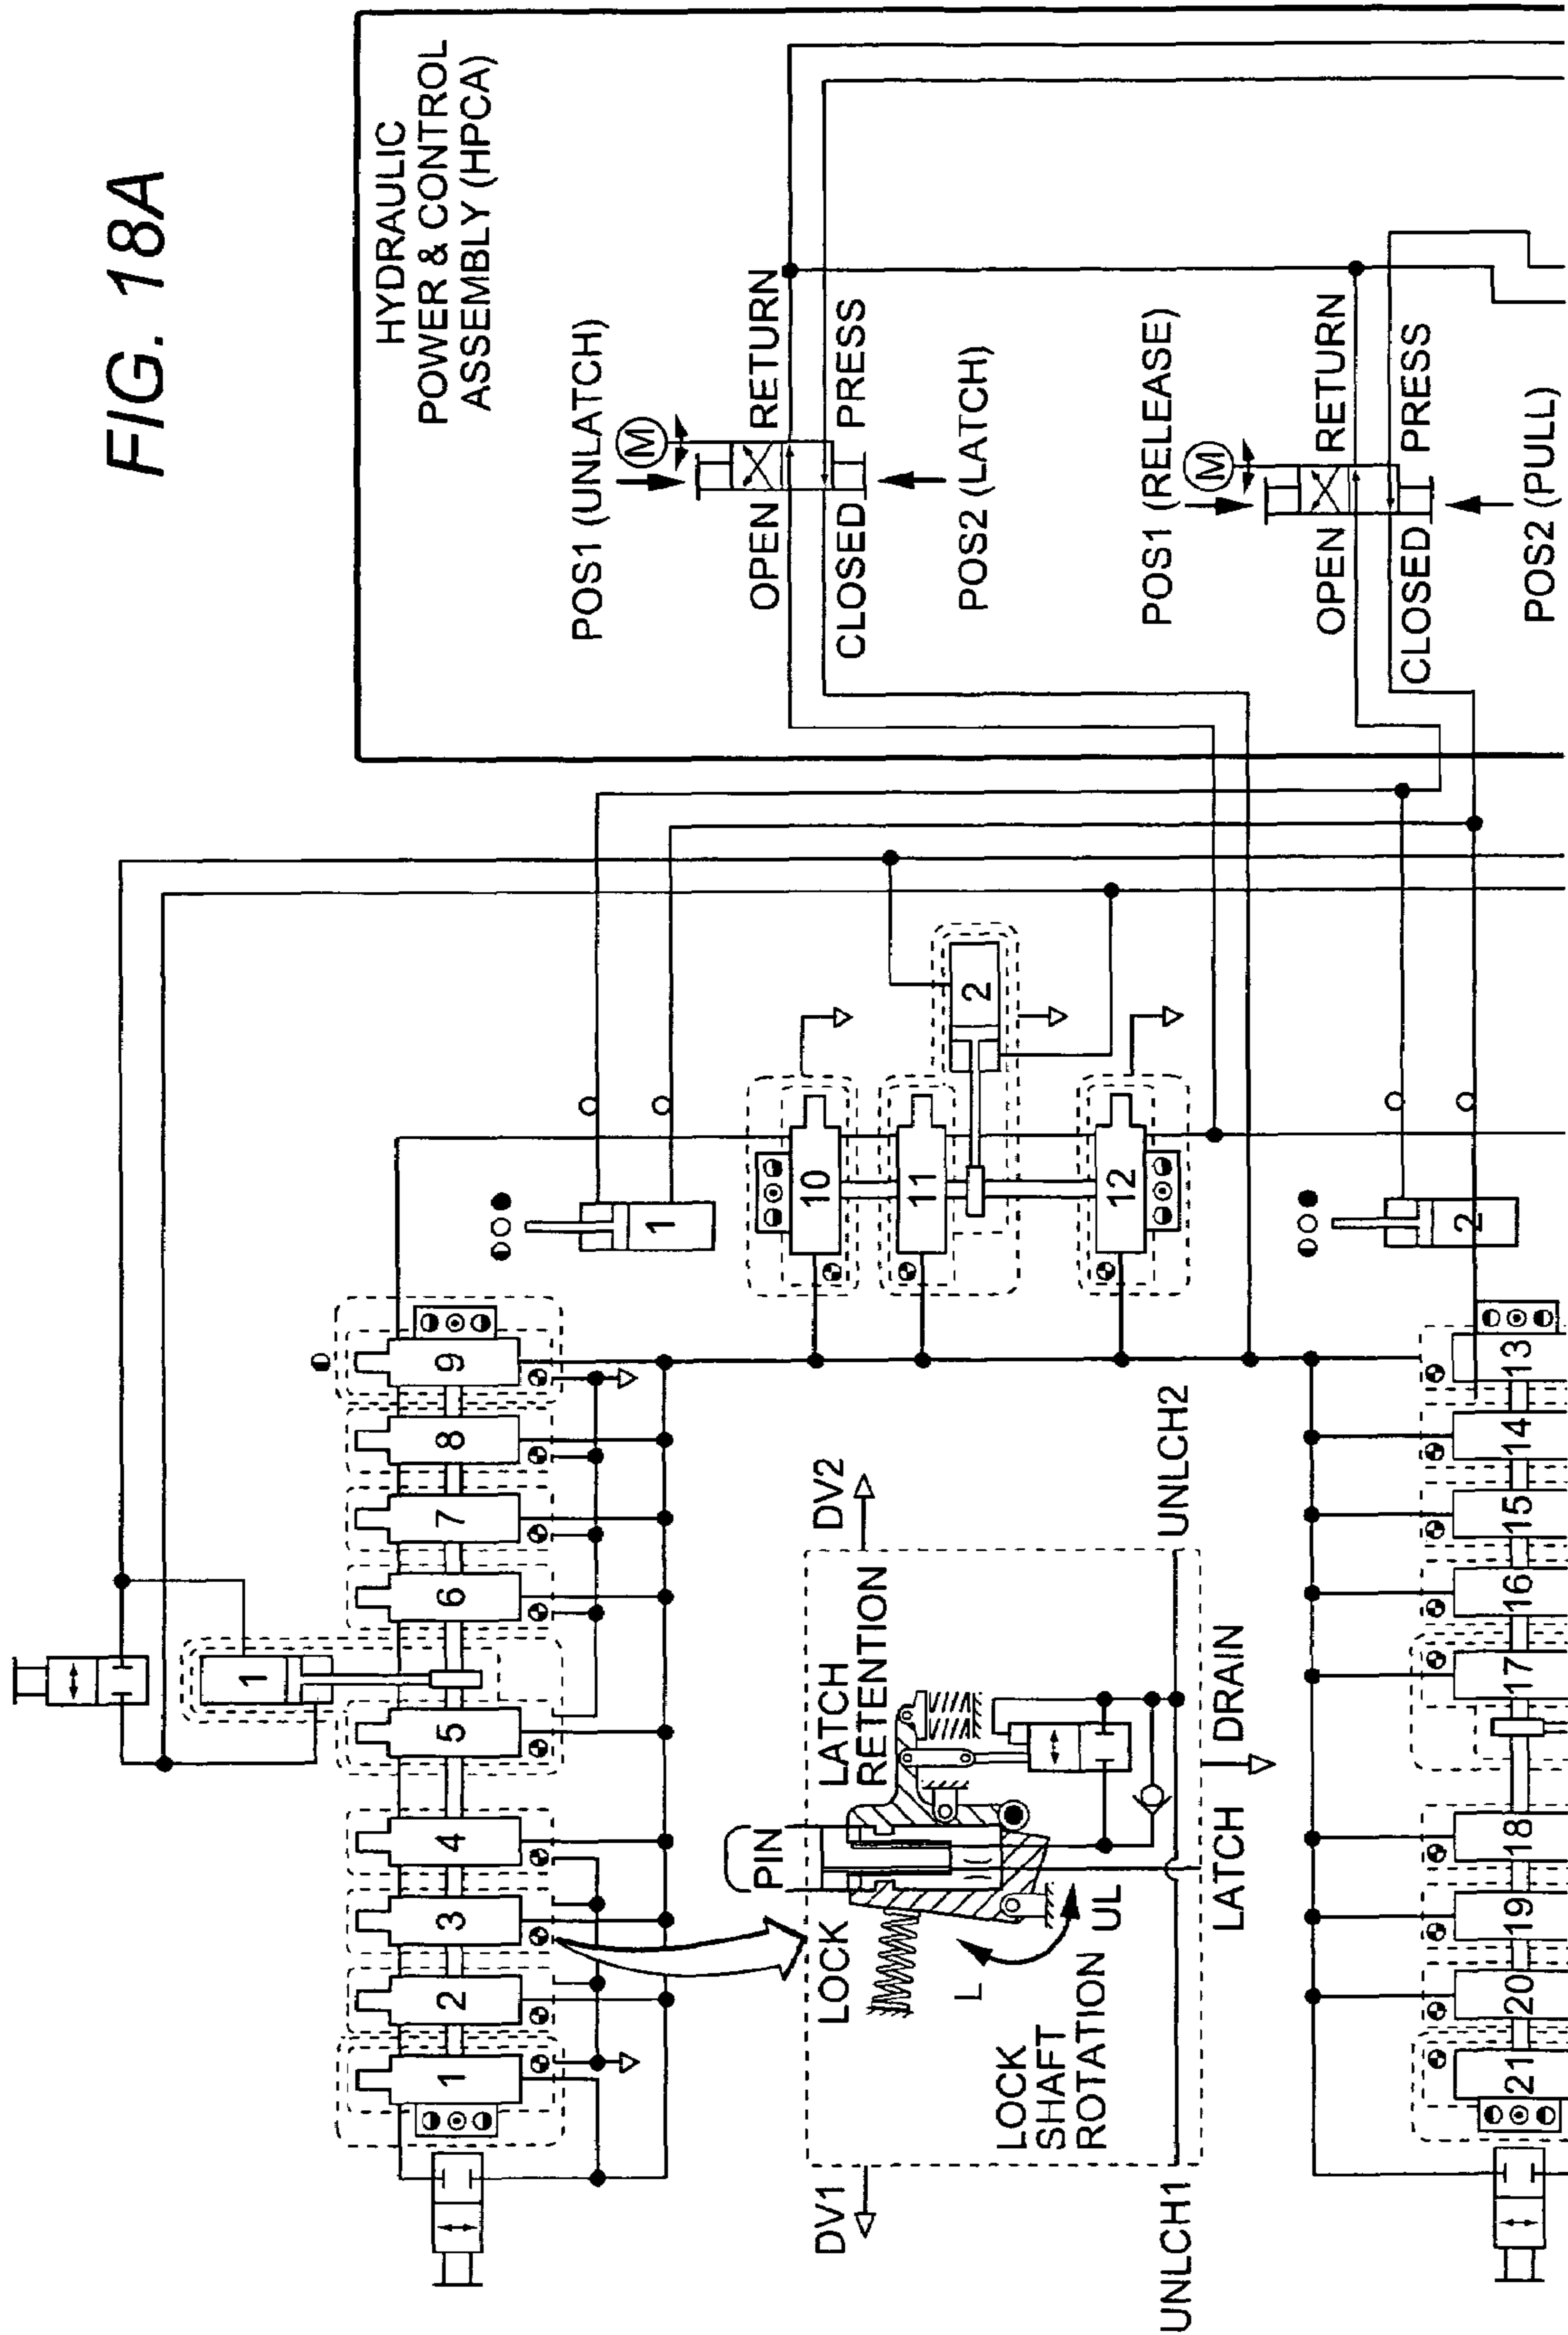 FIG. 18A
HYDRAULIC
POWER & CONTROL
ASSEMBLY (HPCA)
POS1 (UNLATCH)
M
OPEN
RETURN
CLOSED
PRESS
POS2 (LATCH)
POS1 (RELEASE)
M
OPEN
RETURN
CLOSED
PRESS
POS2 (PULL)
1
1
2
3
4
5
6
7
8
9
1
10
11
12
2
2
PIN
LOCK
LATCH
RETENTION
L
UL
LOCK
SHAFT
ROTATION
DV1
DV2
UNLCH1
UNLCH2
LATCH
DRAIN
21
20
19
18
17
16
15
14
13